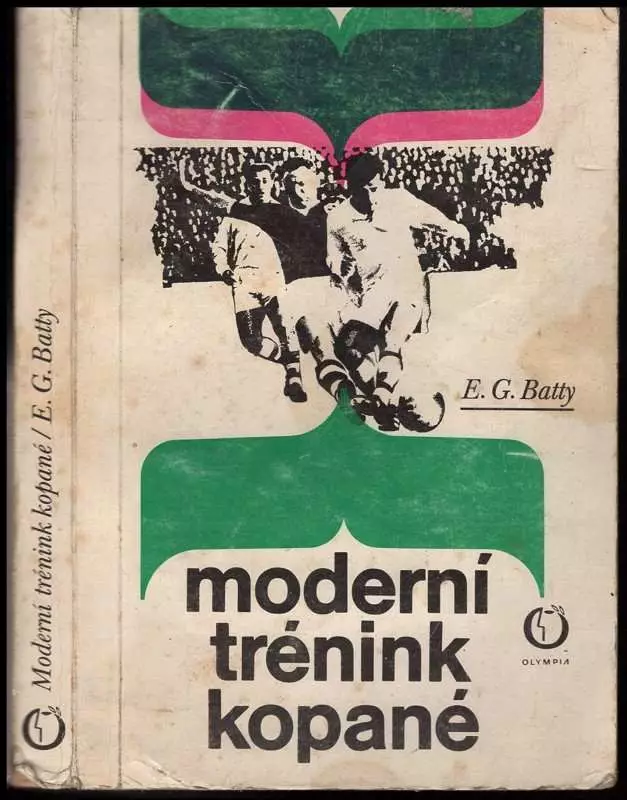 Moderní trénink kopané / E. G. Batty
E. G. Batty
moderní
trénink
kopané
OLYMPIA